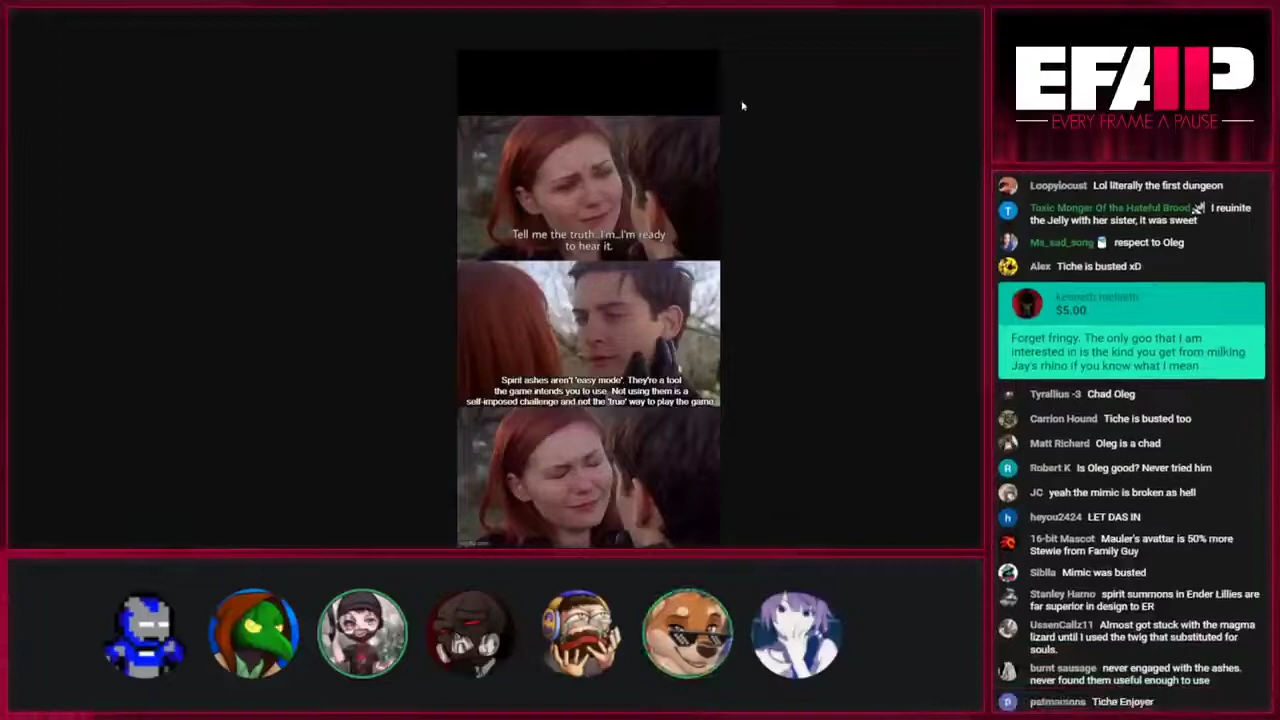 Tell me the truth. I'm...I'm ready
to hear it.
Spirit ashes aren't 'easy mode'. They're a tool
the game intends you to use. Not using them is a
self-imposed challenge and not the 'true' way to play the game.
EFAP
EVERY FRAME A PAUSE
Loopylocust Lol literally the first dungeon
Toxic Monger Of the Hateful Brood I reuinite
the Jelly with her sister, it was sweet
Ms_sad_song respect to Oleg
Alex Tiche is busted xD
$5.00
Forget fringy. The only goo that I am
interested in is the kind you get from milking
Jay's rhino if you know what I mean
Tyrallius -3 Chad Oleg
Carrion Hound Tiche is busted too
Matt Richard Oleg is a chad
Robert K Is Oleg good? Never tried him
JC yeah the mimic is broken as hell
heyou2424 LET DAS IN
16-bit Mascot Mauler's avattar is 50% more
Stewie from Family Guy
Siblla Mimic was busted
Stanley Hamo spirit summons in Ender Lillies are
far superior in design to ER
UssenCallz11 Almost got stuck with the magma
lizard until I used the twig that substituted for
souls.
burnt sausage never engaged with the ashes.
never found them useful enough to use
Tiche Enjoyer